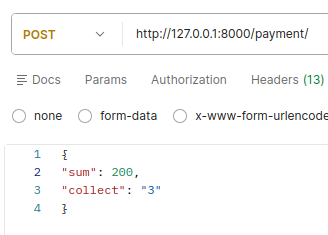 POST http://127.0.0.1:8000/payment/
Docs Params Authorization Headers (13)
none form-data x-www-form-urlencode
1 {
2 "sum": 200,
3 "collect": "3"
4 }